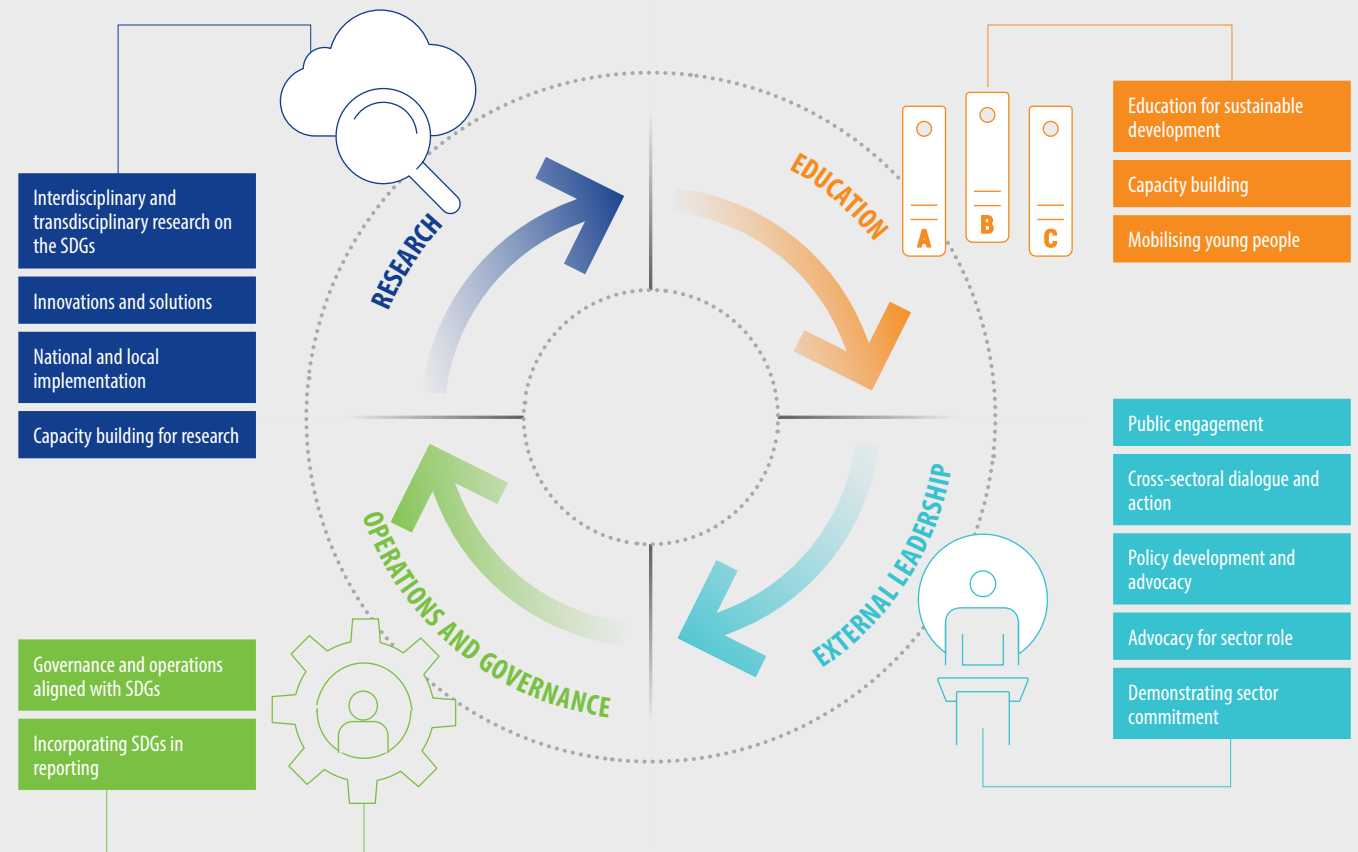 RESEARCH
Interdisciplinary and
transdisciplinary research on
the SDGs
Innovations and solutions
National and local
implementation
Capacity building for research
EDUCATION
A
B
C
Education for sustainable
development
Capacity building
Mobilising young people
EXTERNAL LEADERSHIP
Public engagement
Cross-sectoral dialogue and
action
Policy development and
advocacy
Advocacy for sector role
Demonstrating sector
commitment
OPERATIONS AND GOVERNANCE
Governance and operations
aligned with SDGs
Incorporating SDGs in
reporting